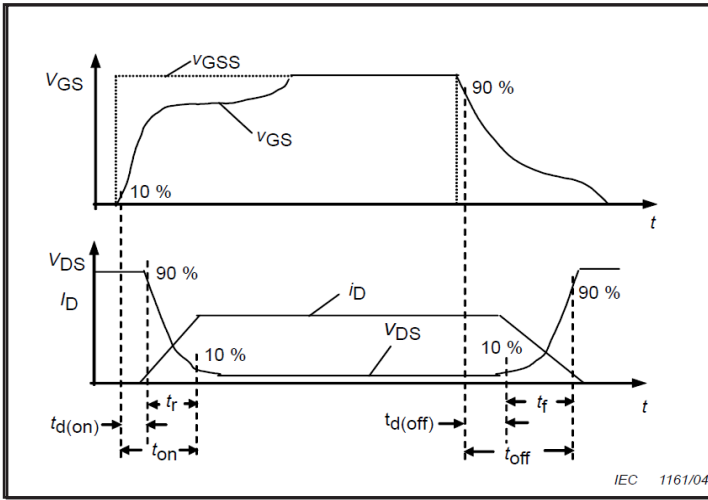 vGSS
VGS
90 %
vGS
10 %
t
VDS
90 %
ID
iD
90 %
VDS
10 %
10 %
tr
td(on)
ton
td(off)
tf
t
toff
IEC 1161/04